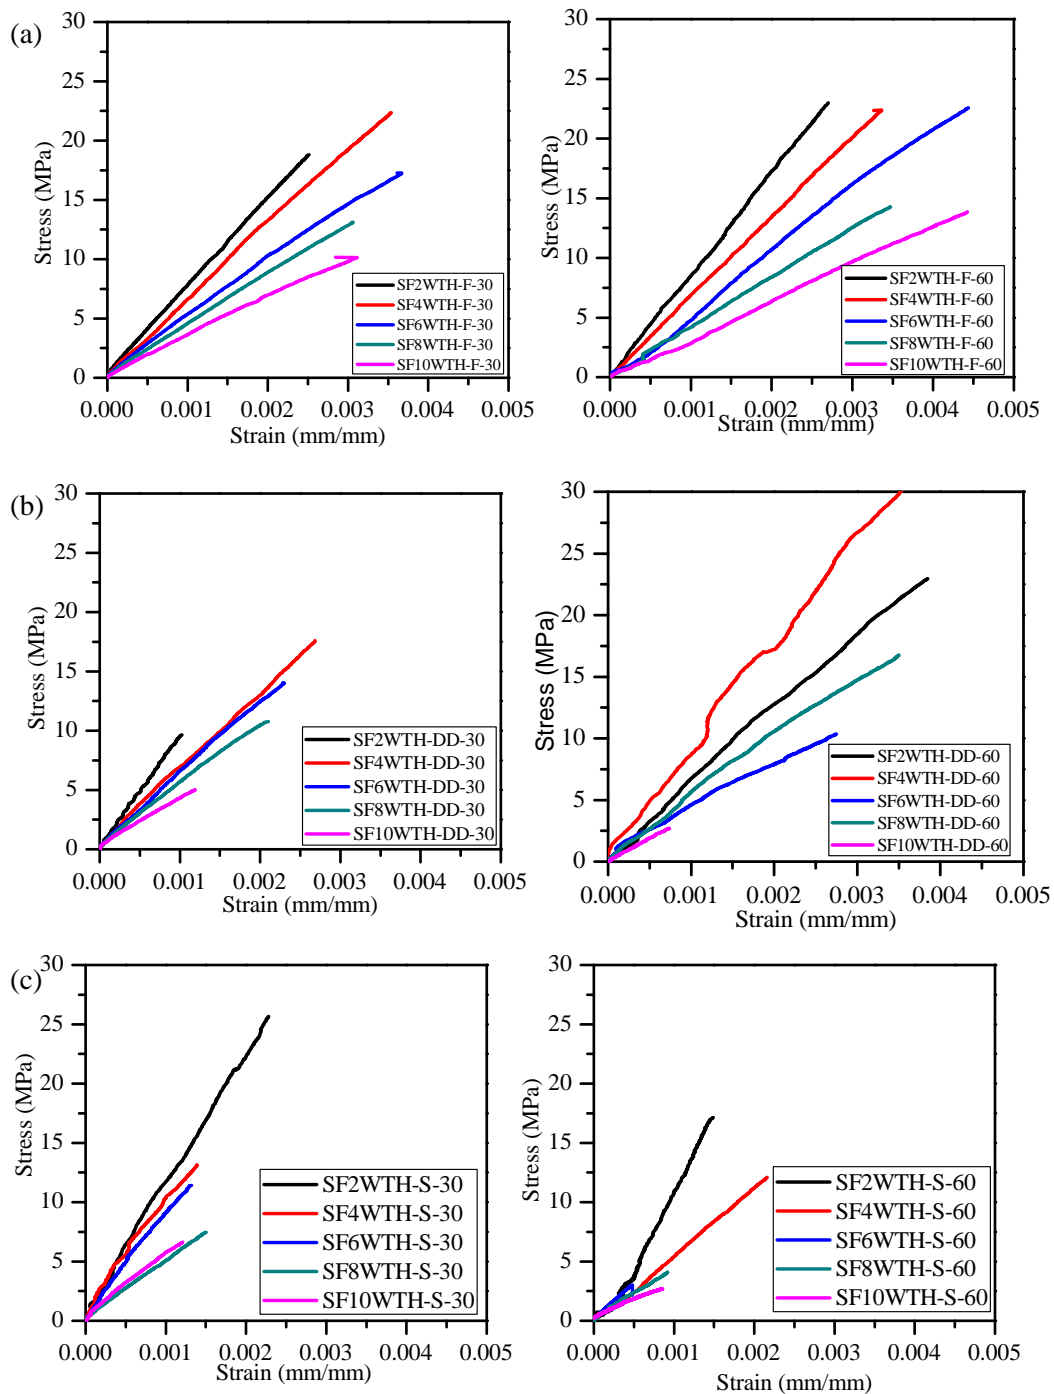 (a)
30
25
20
15
10
5
0
Stress (MPa)
SF2WTH-F-30
SF4WTH-F-30
SF6WTH-F-30
SF8WTH-F-30
SF10WTH-F-30
0.000 0.001 0.002 0.003 0.004 0.005
Strain (mm/mm)
30
25
20
15
10
5
0
Stress (MPa)
SF2WTH-F-60
SF4WTH-F-60
SF6WTH-F-60
SF8WTH-F-60
SF10WTH-F-60
0.000 0.001 0.002 0.003 0.004 0.005
Strain (mm/mm)
(b)
30
25
20
15
10
5
0
Stress (MPa)
SF2WTH-DD-30
SF4WTH-DD-30
SF6WTH-DD-30
SF8WTH-DD-30
SF10WTH-DD-30
0.000 0.001 0.002 0.003 0.004 0.005
Strain (mm/mm)
30
25
20
15
10
5
0
Stress (MPa)
SF2WTH-DD-60
SF4WTH-DD-60
SF6WTH-DD-60
SF8WTH-DD-60
SF10WTH-DD-60
0.000 0.001 0.002 0.003 0.004 0.005
Strain (mm/mm)
(c)
30
25
20
15
10
5
0
Stress (MPa)
SF2WTH-S-30
SF4WTH-S-30
SF6WTH-S-30
SF8WTH-S-30
SF10WTH-S-30
0.000 0.001 0.002 0.003 0.004 0.005
Strain (mm/mm)
30
25
20
15
10
5
0
Stress (MPa)
SF2WTH-S-60
SF4WTH-S-60
SF6WTH-S-60
SF8WTH-S-60
SF10WTH-S-60
0.000 0.001 0.002 0.003 0.004 0.005
Strain (mm/mm)